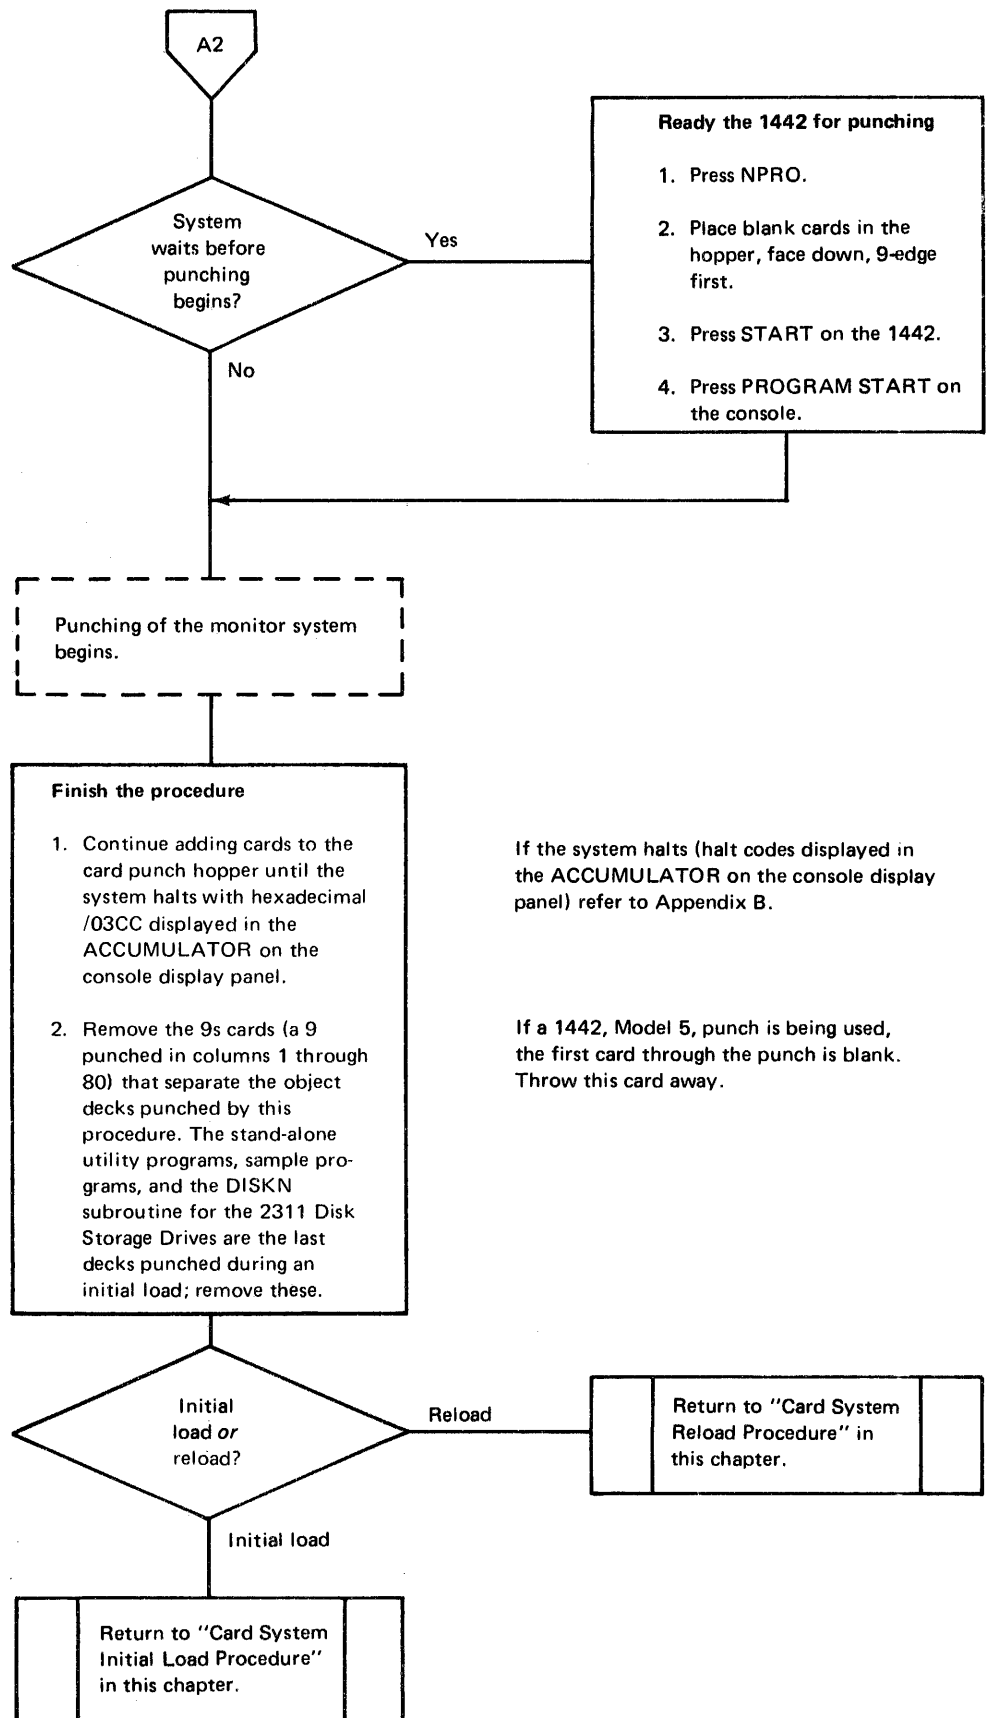 A2
System
waits before
punching
begins?
Yes
No
Ready the 1442 for punching
1. Press NPRO.
2. Place blank cards in the
hopper, face down, 9-edge
first.
3. Press START on the 1442.
4. Press PROGRAM START on
the console.
Punching of the monitor system
begins.
Finish the procedure
1. Continue adding cards to the
card punch hopper until the
system halts with hexadecimal
/03CC displayed in the
ACCUMULATOR on the
console display panel.
2. Remove the 9s cards (a 9
punched in columns 1 through
80) that separate the object
decks punched by this
procedure. The stand-alone
utility programs, sample pro-
grams, and the DISKN
subroutine for the 2311 Disk
Storage Drives are the last
decks punched during an
initial load; remove these.
If the system halts (halt codes displayed in
the ACCUMULATOR on the console display
panel) refer to Appendix B.
If a 1442, Model 5, punch is being used,
the first card through the punch is blank.
Throw this card away.
Initial
load or
reload?
Reload
Return to "Card System
Reload Procedure" in
this chapter.
Initial load
Return to "Card System
Initial Load Procedure"
in this chapter.